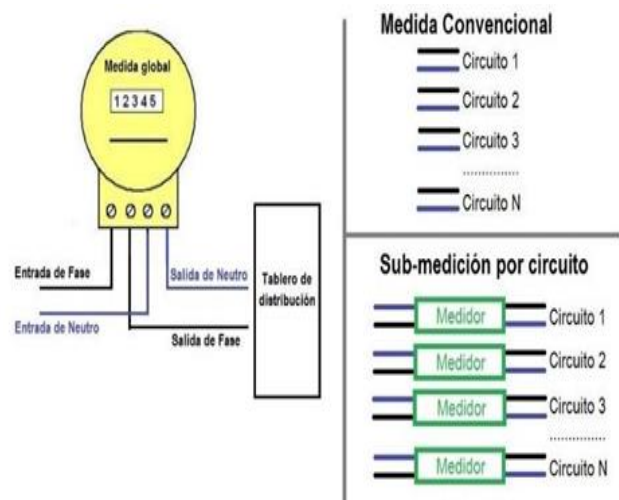 Medida global
12345
Entrada de Fase
Salida de Neutro
Entrada de Neutro
Salida de Fase
Tablero de
distribución
Medida Convencional
Circuito 1
Circuito 2
Circuito 3
............
Circuito N
Sub-medición por circuito
Medidor Circuito 1
Medidor Circuito 2
Medidor Circuito 3
............
Medidor Circuito N